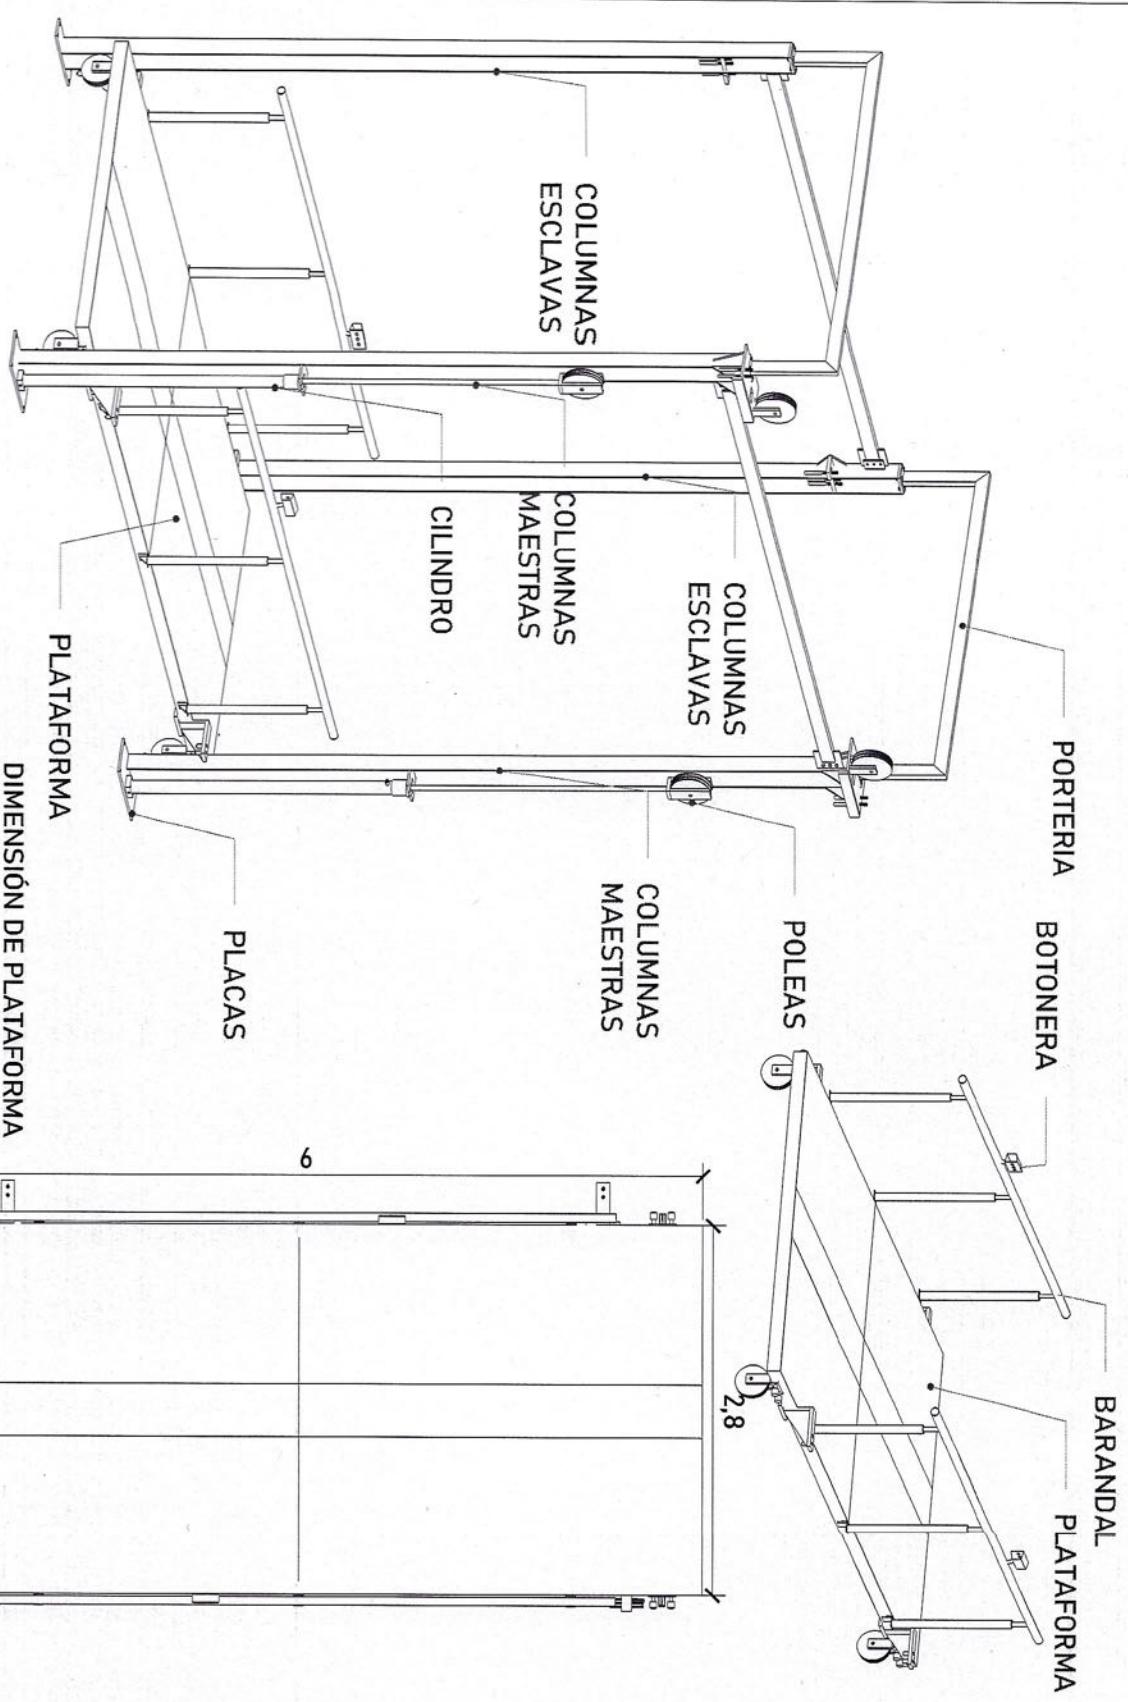 PORTERIA
BOTONERA
BARANDAL
PLATAFORMA
COLUMNAS
ESCLAVAS
COLUMNAS
ESCLAVAS
COLUMNAS
MAESTRAS
CILINDRO
POLEAS
COLUMNAS
MAESTRAS
PLACAS
PLATAFORMA
DIMENSIÓN DE PLATAFORMA
6
2,8